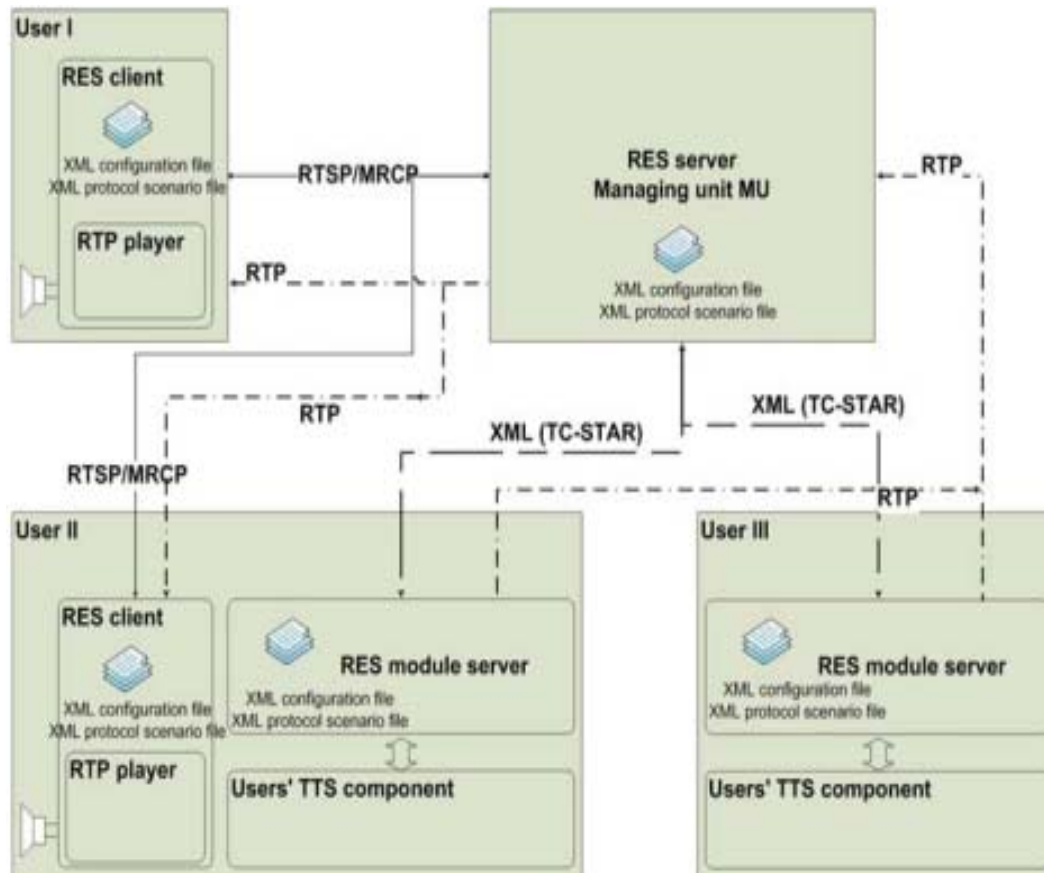 User I
RES client
XML configuration file
XML protocol scenario file
RTP player
RTSP/MRCP
RTP
RES server
Managing unit MU
XML configuration file
XML protocol scenario file
RTP
RTP
XML (TC-STAR)
XML (TC-STAR)
RTSP/MRCP
RTP
User II
RES client
XML configuration file
XML protocol scenario file
RTP player
RES module server
XML configuration file
XML protocol scenario file
Users' TTS component
User III
RES module server
XML configuration file
XML protocol scenario file
Users' TTS component